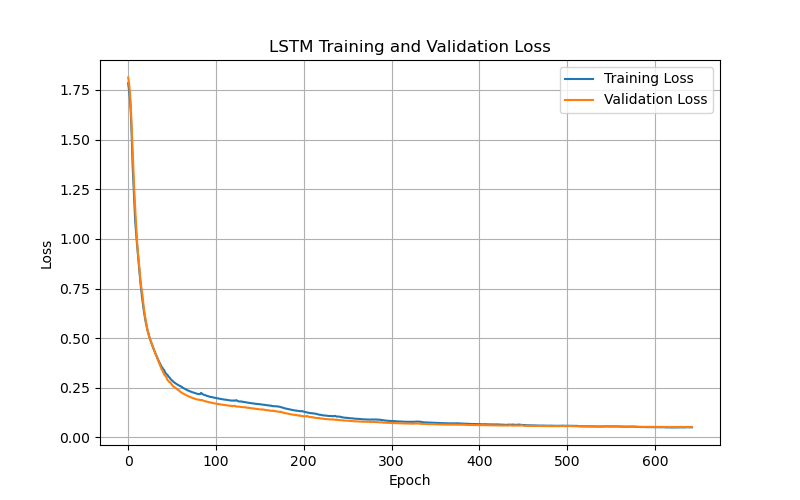 LSTM Training and Validation Loss
Training Loss
Validation Loss
Loss
1.75
1.50
1.25
1.00
0.75
0.50
0.25
0.00
0 100 200 300 400 500 600
Epoch